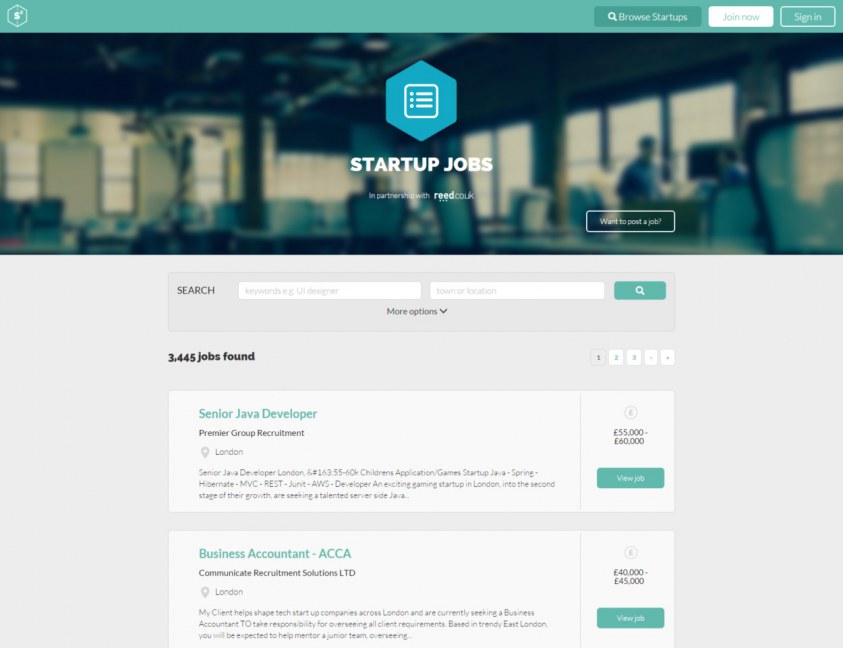 S²
Browse Startups
Join now
Sign in
STARTUP JOBS
In partnership with reed.co.uk
Want to post a job?
SEARCH
keywords e.g. UI designer
town or location
More options
3,445 jobs found
1 2 3 › »
Senior Java Developer
Premier Group Recruitment
London
Senior Java Developer London, &#163;55-60k Childrens Application/Games Startup Java - Spring -
Hibernate - MVC - REST - Junit - AWS - Developer An exciting gaming startup in London, into the second
stage of their growth, are seeking a talented server side Java...
£
£55,000 -
£60,000
View job
Business Accountant - ACCA
Communicate Recruitment Solutions LTD
London
My Client helps shape tech start up companies across London and are currently seeking a Business
Accountant TO take responsibility for overseeing all client requirements. Based in trendy East London,
you will be expected to help mentor a junior team, overseeing...
£
£40,000 -
£45,000
View job